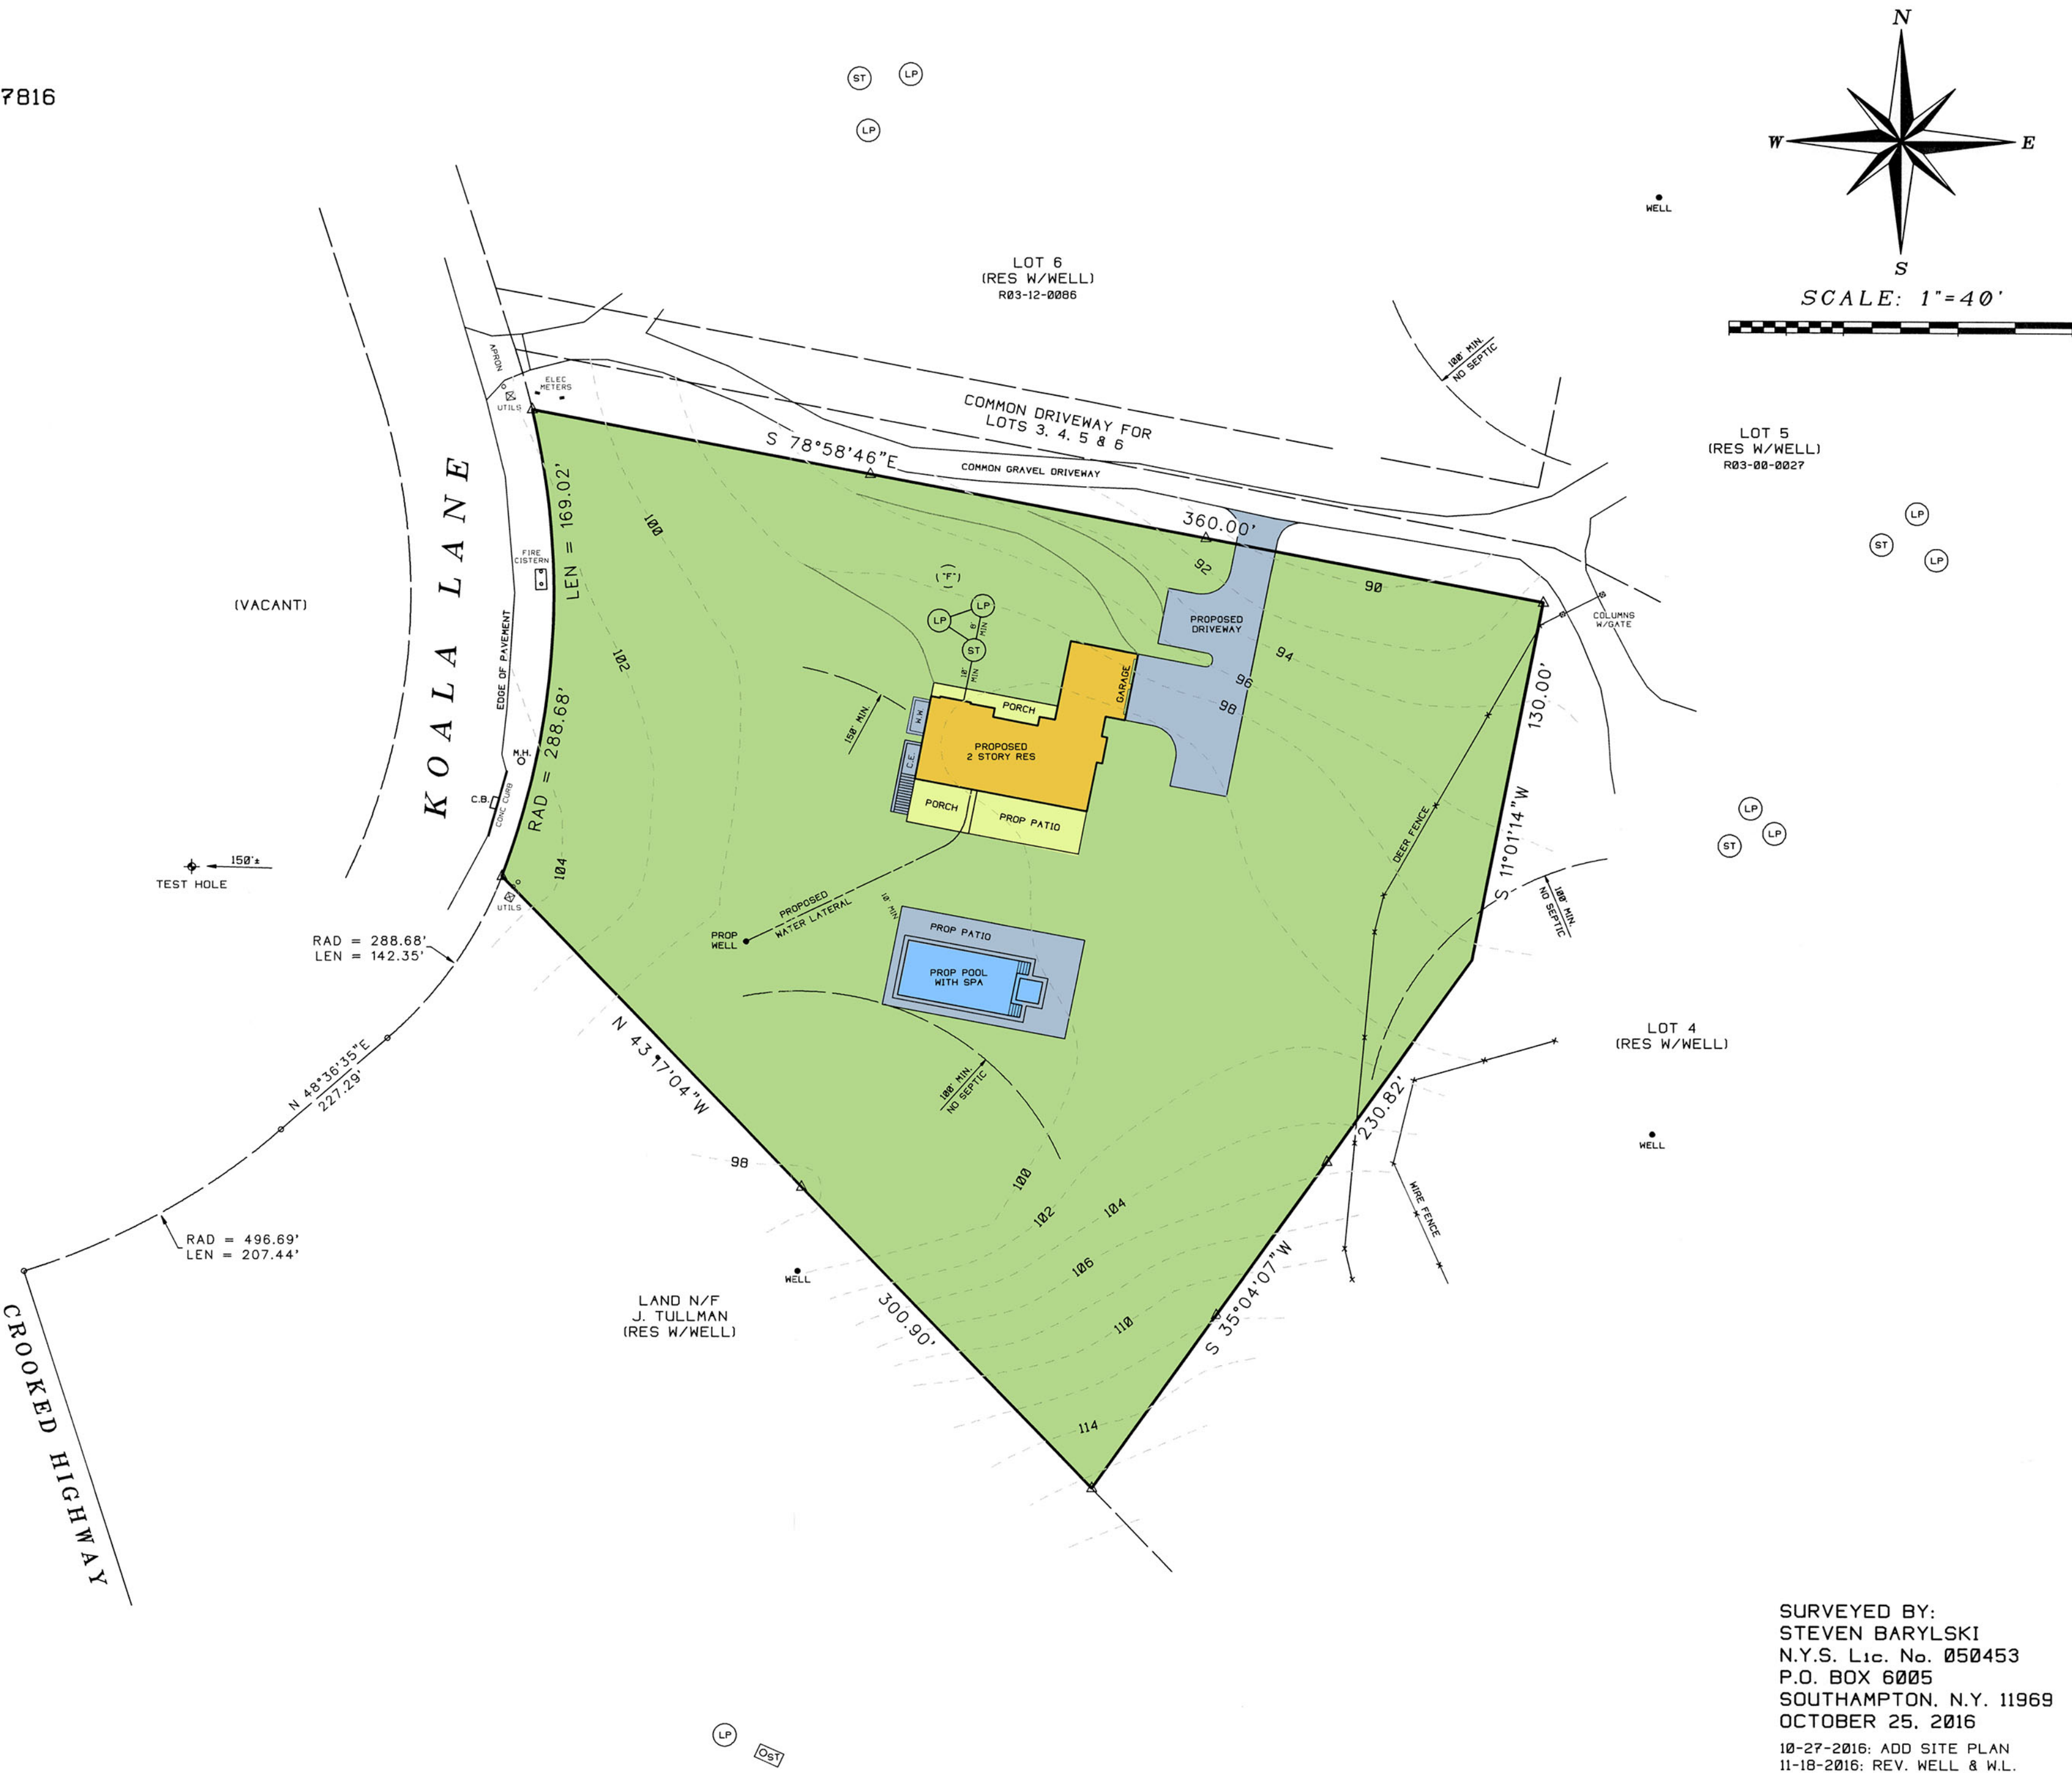 7816
N
W
E
S
SCALE: 1"=40'
ST
LP
LP
WELL
LOT 6
(RES W/WELL)
R03-12-0086
100' MIN.
NO SEPTIC
LOT 5
(RES W/WELL)
R03-00-0027
LP
ST
LP
APRON
ELEC
METERS
UTILS
COMMON DRIVEWAY FOR
LOTS 3, 4, 5 & 6
S 78°58'46"E
COMMON GRAVEL DRIVEWAY
360.00'
KOALA LANE
LEN = 169.02'
RAD = 288.68'
FIRE
CISTERN
EDGE OF PAVEMENT
(VACANT)
100
102
104
92
90
94
96
98
"F"
LP
LP
8'
MIN
ST
10'
MIN
PROPOSED
DRIVEWAY
COLUMNS
W/GATE
130.00'
S 11°01'14"W
GARAGE
PORCH
W.W.
C.E.
150' MIN.
PROPOSED
2 STORY RES
PORCH
PROP PATIO
M.H.
C.B.
CONC CURB
DEER FENCE
LP
LP
ST
150'±
TEST HOLE
UTILS
100' MIN.
NO SEPTIC
RAD = 288.68'
LEN = 142.35'
PROP
WELL
PROPOSED
WATER LATERAL
10' MIN
PROP PATIO
PROP POOL
WITH SPA
LOT 4
(RES W/WELL)
N 43°17'04"W
N 48°36'35"E
227.29'
100' MIN.
NO SEPTIC
230.82'
WELL
98
100
102
104
106
110
114
WIRE FENCE
RAD = 496.69'
LEN = 207.44'
S 35°04'07"W
WELL
LAND N/F
J. TULLMAN
(RES W/WELL)
300.90'
CROOKED HIGHWAY
LP
OST
SURVEYED BY:
STEVEN BARYLSKI
N.Y.S. Lic. No. 050453
P.O. BOX 6005
SOUTHAMPTON, N.Y. 11969
OCTOBER 25, 2016
10-27-2016: ADD SITE PLAN
11-18-2016: REV. WELL & W.L.